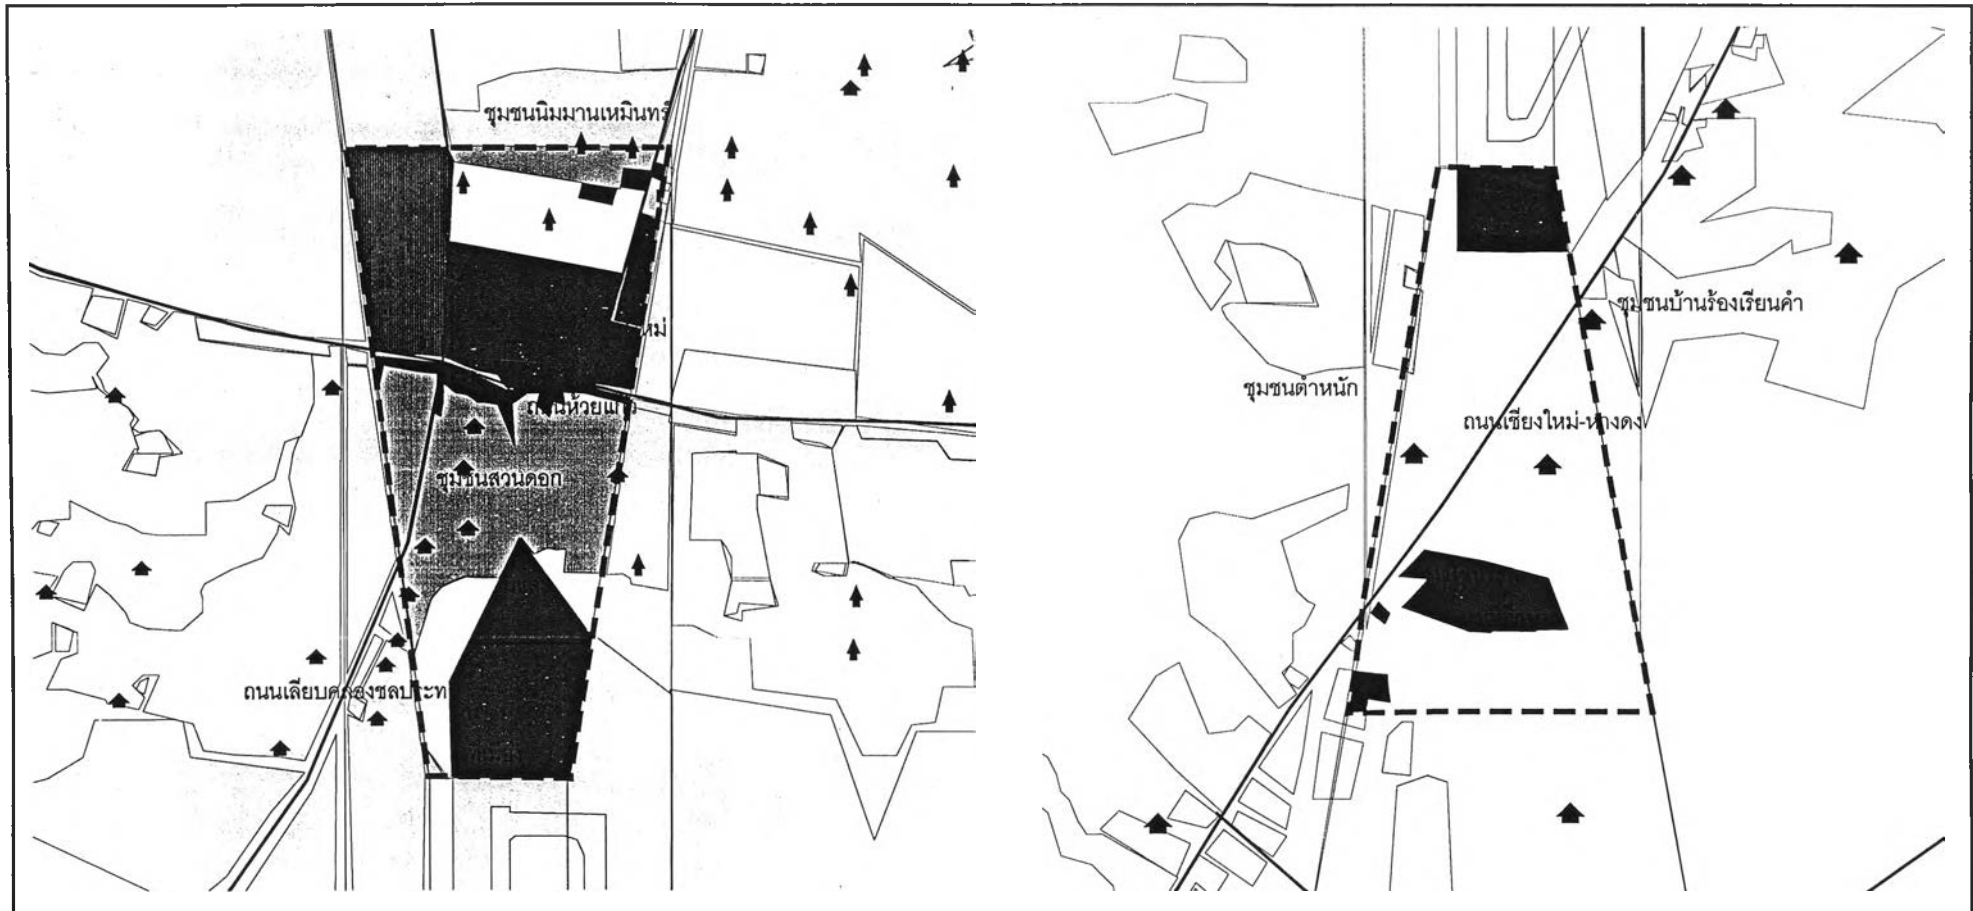 ชุมชนนิมมานเหมินทร์
หม่
ถนนห้วยแก้ว
ชุมชนสวนดอก
ถนนเลียบคลองชลประท
ชุมชนบ้านร้องเรียนคำ
ชุมชนตำหนัก
ถนนเชียงใหม่-หางดง